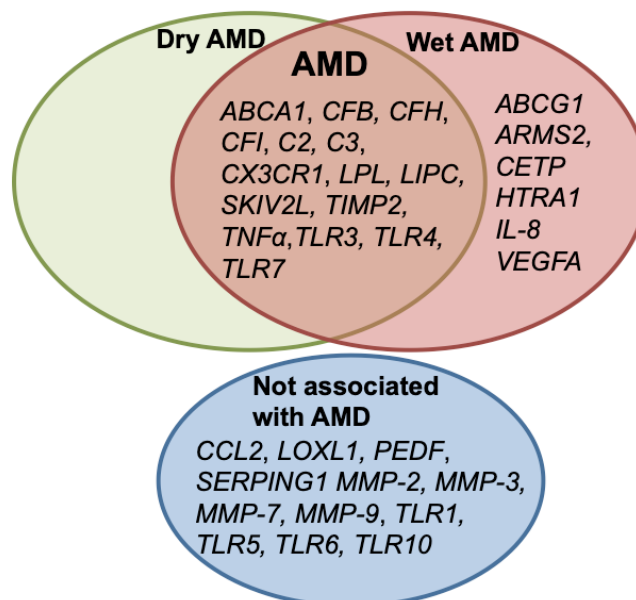 Dry AMD
Wet AMD
AMD
ABCA1, CFB, CFH,
CFI, C2, C3,
CX3CR1, LPL, LIPC,
SKIV2L, TIMP2,
TNFα,TLR3, TLR4,
TLR7
ABCG1
ARMS2,
CETP
HTRA1
IL-8
VEGFA
Not associated
with AMD
CCL2, LOXL1, PEDF,
SERPING1 MMP-2, MMP-3,
MMP-7, MMP-9, TLR1,
TLR5, TLR6, TLR10